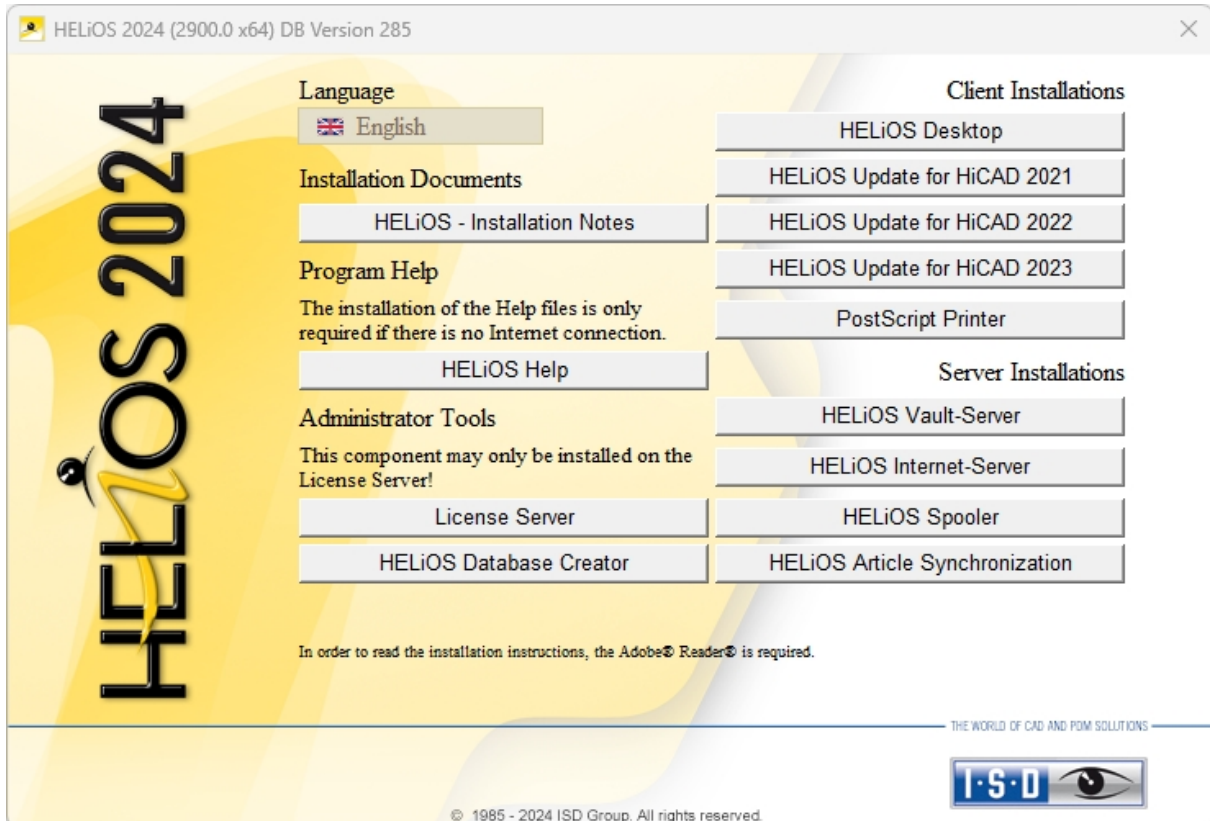 HELiOS 2024 (2900.0 x64) DB Version 285
HELiOS 2024
Language
English
Installation Documents
HELiOS - Installation Notes
Program Help
The installation of the Help files is only
required if there is no Internet connection.
HELiOS Help
Administrator Tools
This component may only be installed on the
License Server!
License Server
HELiOS Database Creator
Client Installations
HELiOS Desktop
HELiOS Update for HiCAD 2021
HELiOS Update for HiCAD 2022
HELiOS Update for HiCAD 2023
PostScript Printer
Server Installations
HELiOS Vault-Server
HELiOS Internet-Server
HELiOS Spooler
HELiOS Article Synchronization
In order to read the installation instructions, the Adobe® Reader® is required.
THE WORLD OF CAD AND PDM SOLUTIONS
I·S·D
© 1985 - 2024 ISD Group. All rights reserved.